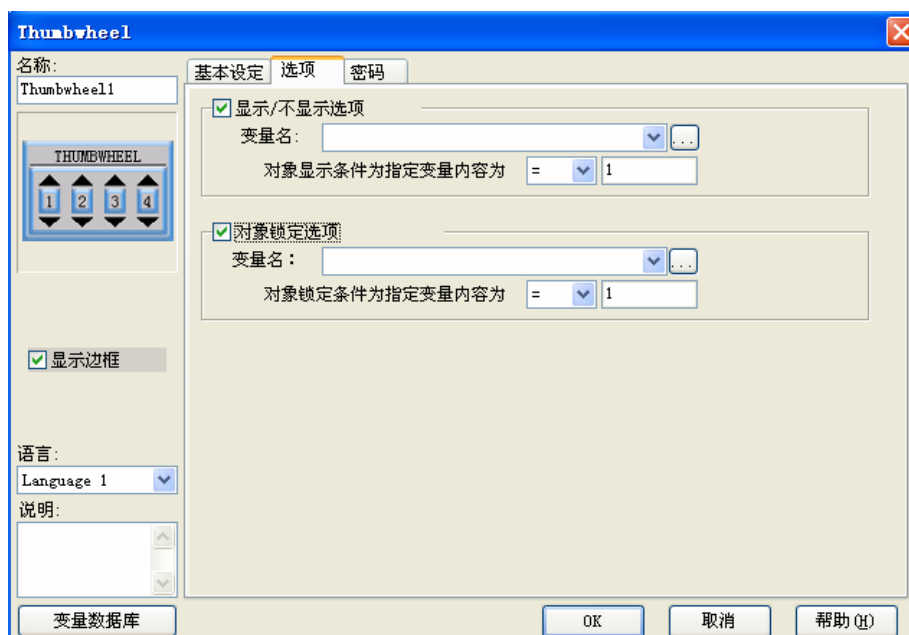 Thumbwheel
名称:
Thumbwheel1
THUMBWHEEL
1 2 3 4
显示边框
语言:
Language 1
说明:
变量数据库
基本设定 选项 密码
显示/不显示选项
变量名:
...
对象显示条件为指定变量内容为 = 1
对象锁定选项
变量名：
...
对象锁定条件为指定变量内容为 = 1
OK 取消 帮助(H)